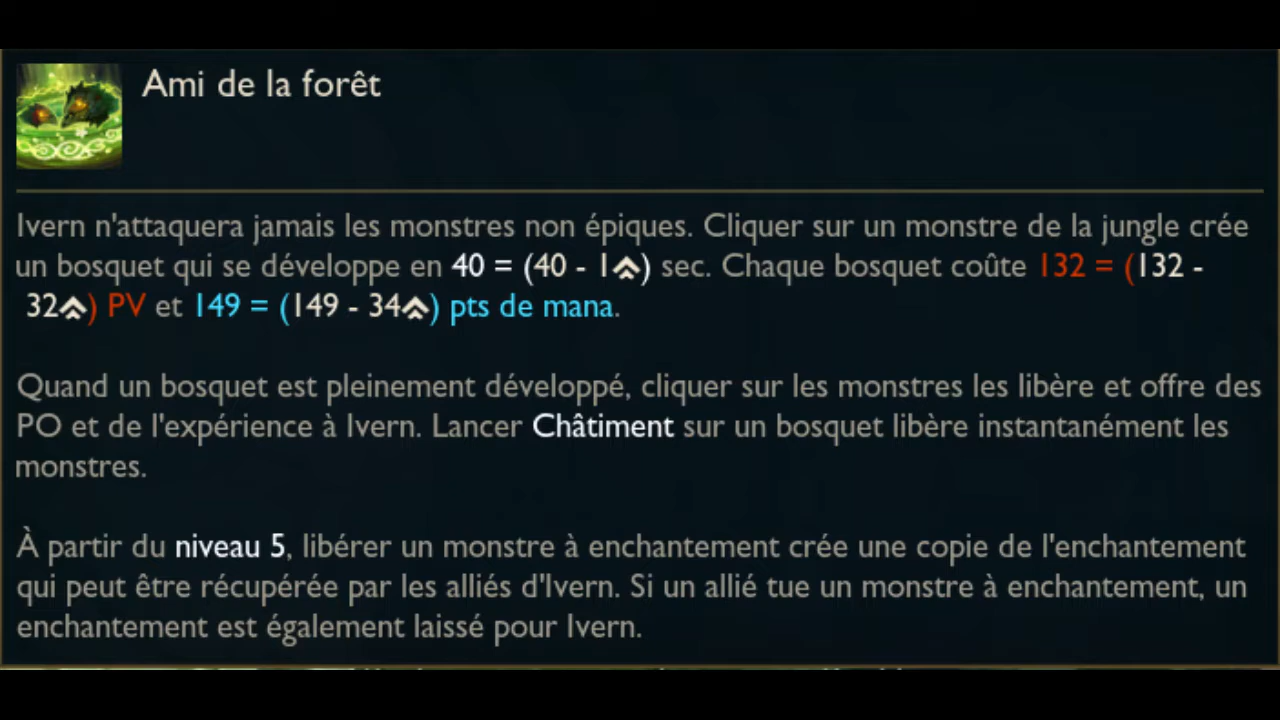 Ami de la forêt
Ivern n'attaquera jamais les monstres non épiques. Cliquer sur un monstre de la jungle crée
un bosquet qui se développe en 40 = (40 - 1) sec. Chaque bosquet coûte 132 = (132 -
32) PV et 149 = (149 - 34) pts de mana.
Quand un bosquet est pleinement développé, cliquer sur les monstres les libère et offre des
PO et de l'expérience à Ivern. Lancer Châtiment sur un bosquet libère instantanément les
monstres.
À partir du niveau 5, libérer un monstre à enchantement crée une copie de l'enchantement
qui peut être récupérée par les alliés d'Ivern. Si un allié tue un monstre à enchantement, un
enchantement est également laissé pour Ivern.